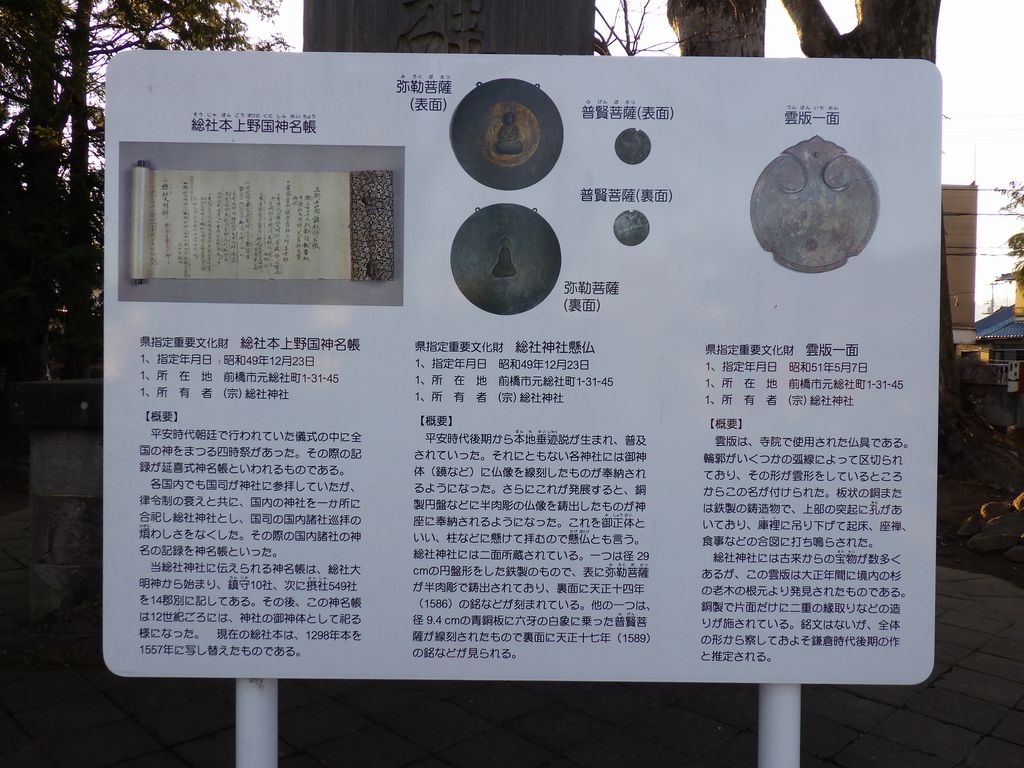 総社本上野国神名帳
弥勒菩薩
(表面)
普賢菩薩(表面)
普賢菩薩(裏面)
弥勒菩薩
(裏面)
雲版一面
県指定重要文化財　総社本上野国神名帳
1、指定年月日　昭和49年12月23日
1、所　在　地　前橋市元総社町1-31-45
1、所　有　者　(宗)総社神社
【概要】
　平安時代朝廷で行われていた儀式の中に全
国の神をまつる四時祭があった。その際の記
録が延喜式神名帳といわれるものである。
　各国内でも国司が神社に参拝していたが、
律令制の衰えと共に、国内の神社を一か所に
合祀し総社神社とし、国司の国内諸社巡拝の
煩わしさをなくした。その際の国内諸社の神
名の記録を神名帳といった。
　当総社神社に伝えられる神名帳は、総社大
明神から始まり、鎮守10社、次に摂社549社
を14郡別に記してある。その後、この神名帳
は12世紀ごろには、神社の御神体として祀る
様になった。　現在の総社本は、1298年本を
1557年に写し替えたものである。
県指定重要文化財　総社神社懸仏
1、指定年月日　昭和49年12月23日
1、所　在　地　前橋市元総社町1-31-45
1、所　有　者　(宗)総社神社
【概要】
　平安時代後期から本地垂迹説が生まれ、普及
されていった。それにともない各神社には御神
体（鏡など）に仏像を線刻したものが奉納され
るようになった。さらにこれが発展すると、銅
製円盤などに半肉彫の仏像を鋳出したものが神
座に奉納されるようになった。これを御正体と
いい、柱などに懸けて拝むので懸仏とも言う。
総社神社には二面所蔵されている。一つは径 29
cmの円盤形をした鉄製のもので、表に弥勒菩薩
が半肉彫で鋳出されており、裏面に天正十四年
（1586）の銘などが刻まれている。他の一つは、
径 9.4 cmの青銅板に六牙の白象に乗った普賢菩
薩が線刻されたもので裏面に天正十七年（1589）
の銘などが見られる。
県指定重要文化財　雲版一面
1、指定年月日　昭和51年5月7日
1、所　在　地　前橋市元総社町1-31-45
1、所　有　者　(宗)総社神社
【概要】
　雲版は、寺院で使用された仏具である。
輪郭がいくつかの弧線によって区切られ
ており、その形が雲形をしているところ
からこの名が付けられた。板状の銅また
は鉄製の鋳造物で、上部の突起に孔があ
いており、庫裡に吊り下げて起床、座禅、
食事などの合図に打ち鳴らされた。
　総社神社には古来からの宝物が数多く
あるが、この雲版は大正年間に境内の杉
の老木の根元より発見されたものである。
銅製で片面だけに二重の縁取りなどの造
りが施されている。銘文はないが、全体
の形から察しておよそ鎌倉時代後期の作
と推定される。